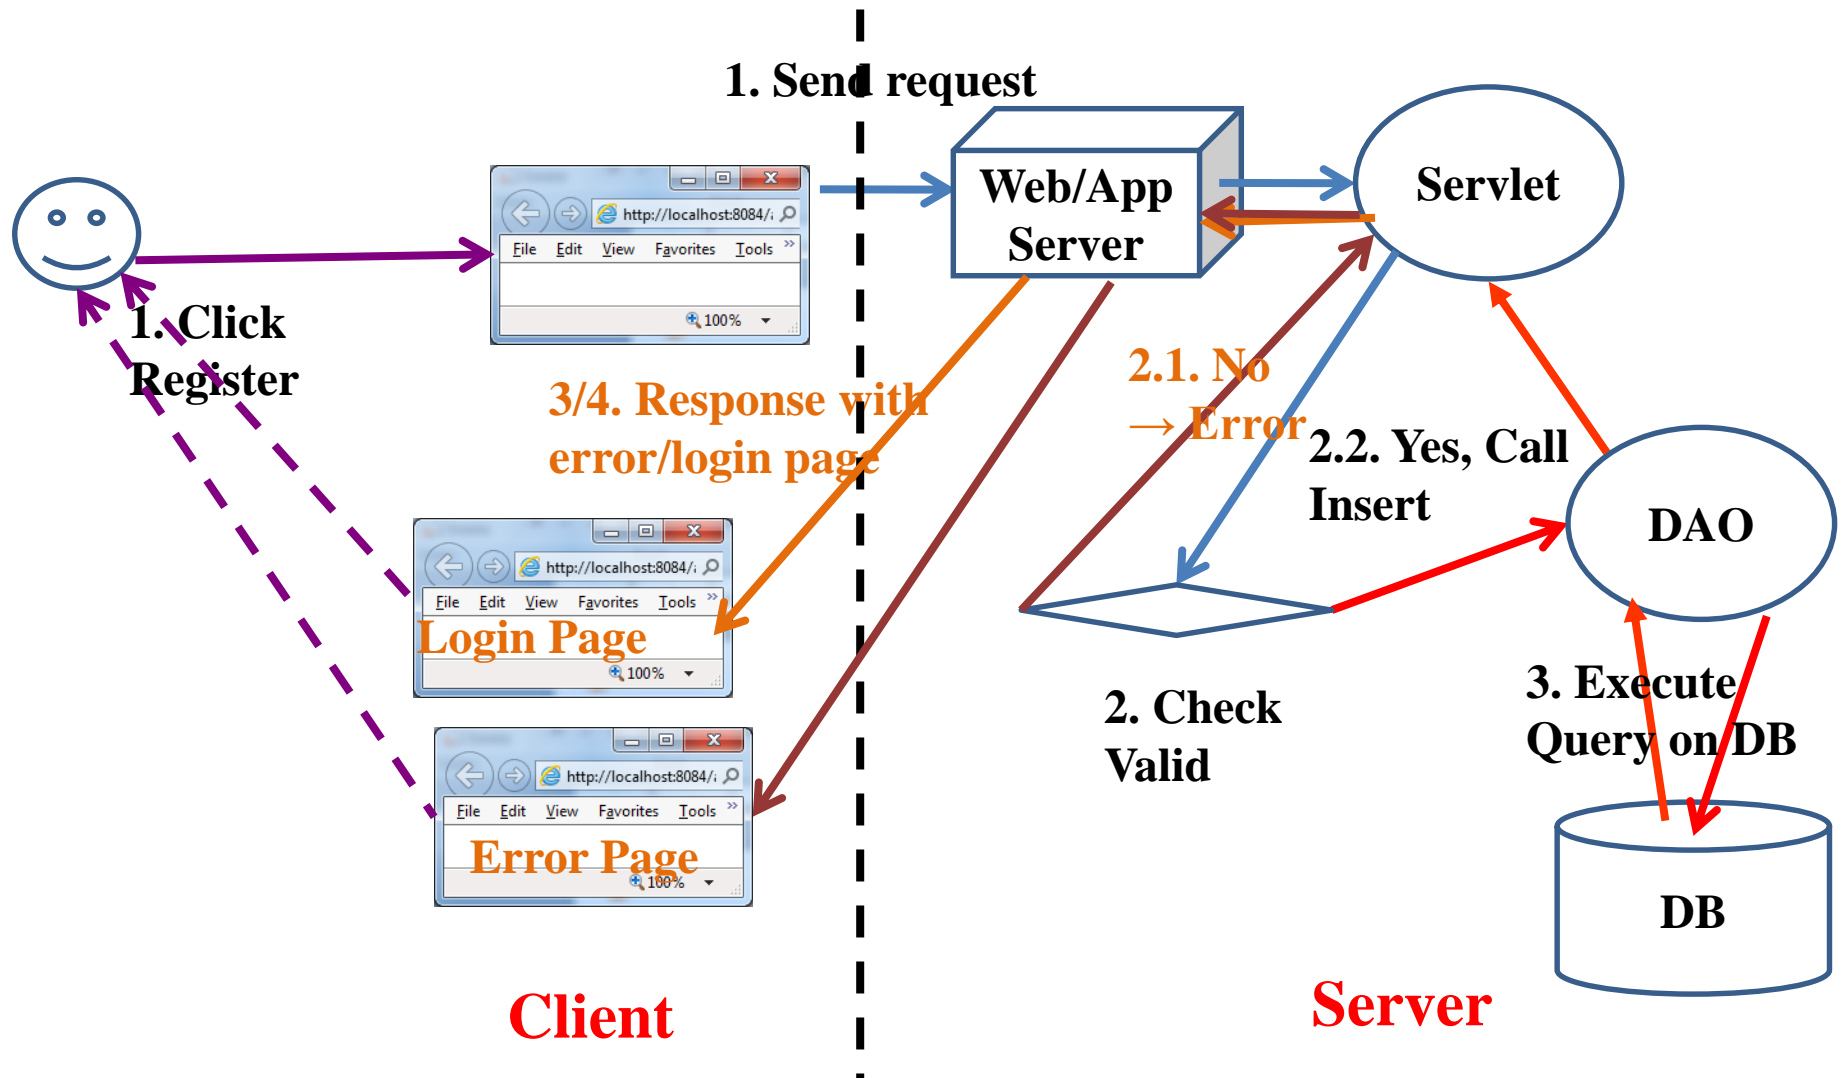 1. Send request
http://localhost:8084/
File Edit View Favorites Tools »
100%
Web/App
Server
Servlet
1. Click
Register
3/4. Response with
error/login page
2.1. No
→ Error
2.2. Yes, Call
Insert
DAO
http://localhost:8084/
File Edit View Favorites Tools »
Login Page
100%
2. Check
Valid
3. Execute
Query on DB
http://localhost:8084/
File Edit View Favorites Tools »
Error Page
100%
DB
Client
Server